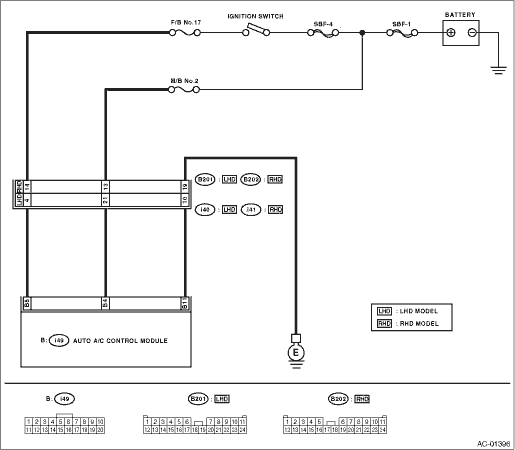 F/B No.17
IGNITION SWITCH
SBF-4
SBF-1
BATTERY
M/B No.2
RHD 14 13 19
LHD 4 21 10
B201 : LHD B202 : RHD
i40 : LHD i41 : RHD
B5 B4 B11
B: i49 AUTO A/C CONTROL MODULE
LHD : LHD MODEL
RHD : RHD MODEL
E
B: i49
B201 : LHD
B202 : RHD
1 2 3 4 5 6 7 8 9 10
11 12 13 14 15 16 17 18 19 20
1 2 3 4 5 6 7 8 9 10 11
12 13 14 15 16 17 18 19 20 21 22 23 24
1 2 3 4 5 6 7 8 9 10 11
12 13 14 15 16 17 18 19 20 21 22 23 24
AC-01396